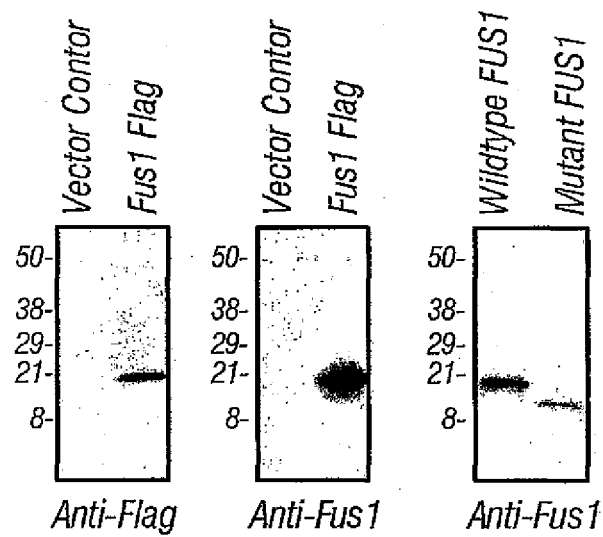 Vector Contor
Fus1 Flag
Vector Contor
Fus1 Flag
Wildtype FUS1
Mutant FUS1
50-
38-
29-
21-
8-
50-
38-
29-
21-
8-
50-
38-
29-
21-
8-
Anti-Flag
Anti-Fus1
Anti-Fus1